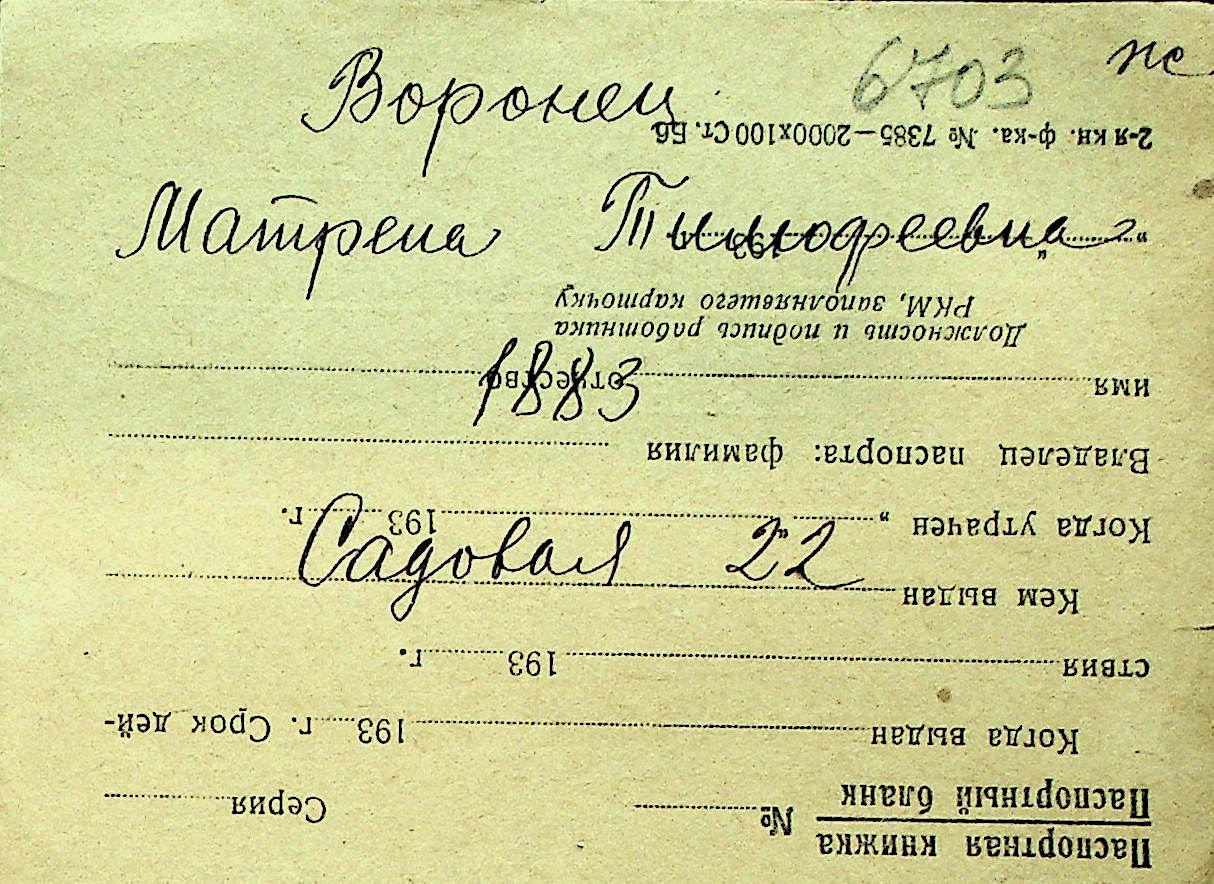 Воронец 6703 ж
Матрена Тимофеевна
1883
Садовая 22
Паспортная книжка
Паспортный бланк
№ Серия
Когда выдан 193 г. Срок дей-
ствия 193 г.
Кем выдан
Когда утрачен „ “ 193 г.
Владелец паспорта: фамилия
имя отчество
Должность и подпись работника
РКМ, заполнявшего карточку
„ “ 193
2-я кн. ф-ка. № 7385—2000х100 Ст. Бб